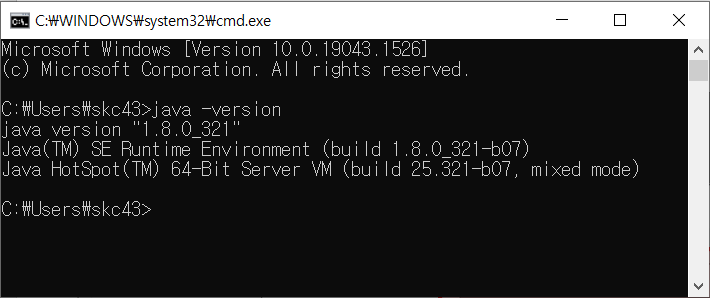 C:₩WINDOWS₩system32₩cmd.exe
Microsoft Windows [Version 10.0.19043.1526]
(c) Microsoft Corporation. All rights reserved.
C:₩Users₩skc43>java -version
java version "1.8.0_321"
Java(TM) SE Runtime Environment (build 1.8.0_321-b07)
Java HotSpot(TM) 64-Bit Server VM (build 25.321-b07, mixed mode)
C:₩Users₩skc43>